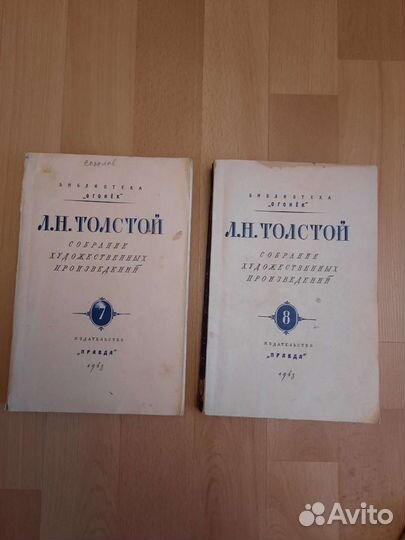 БИБЛИОТЕКА
„ОГОНЁК"
Л.Н.ТОЛСТОЙ
СОБРАНИЕ
ХУДОЖЕСТВЕННЫХ
ПРОИЗВЕДЕНИЙ
7
ИЗДАТЕЛЬСТВО
„ПРАВДА"
1948
БИБЛИОТЕКА
„ОГОНЁК"
Л.Н.ТОЛСТОЙ
СОБРАНИЕ
ХУДОЖЕСТВЕННЫХ
ПРОИЗВЕДЕНИЙ
8
ИЗДАТЕЛЬСТВО
„ПРАВДА"
1948
Avito